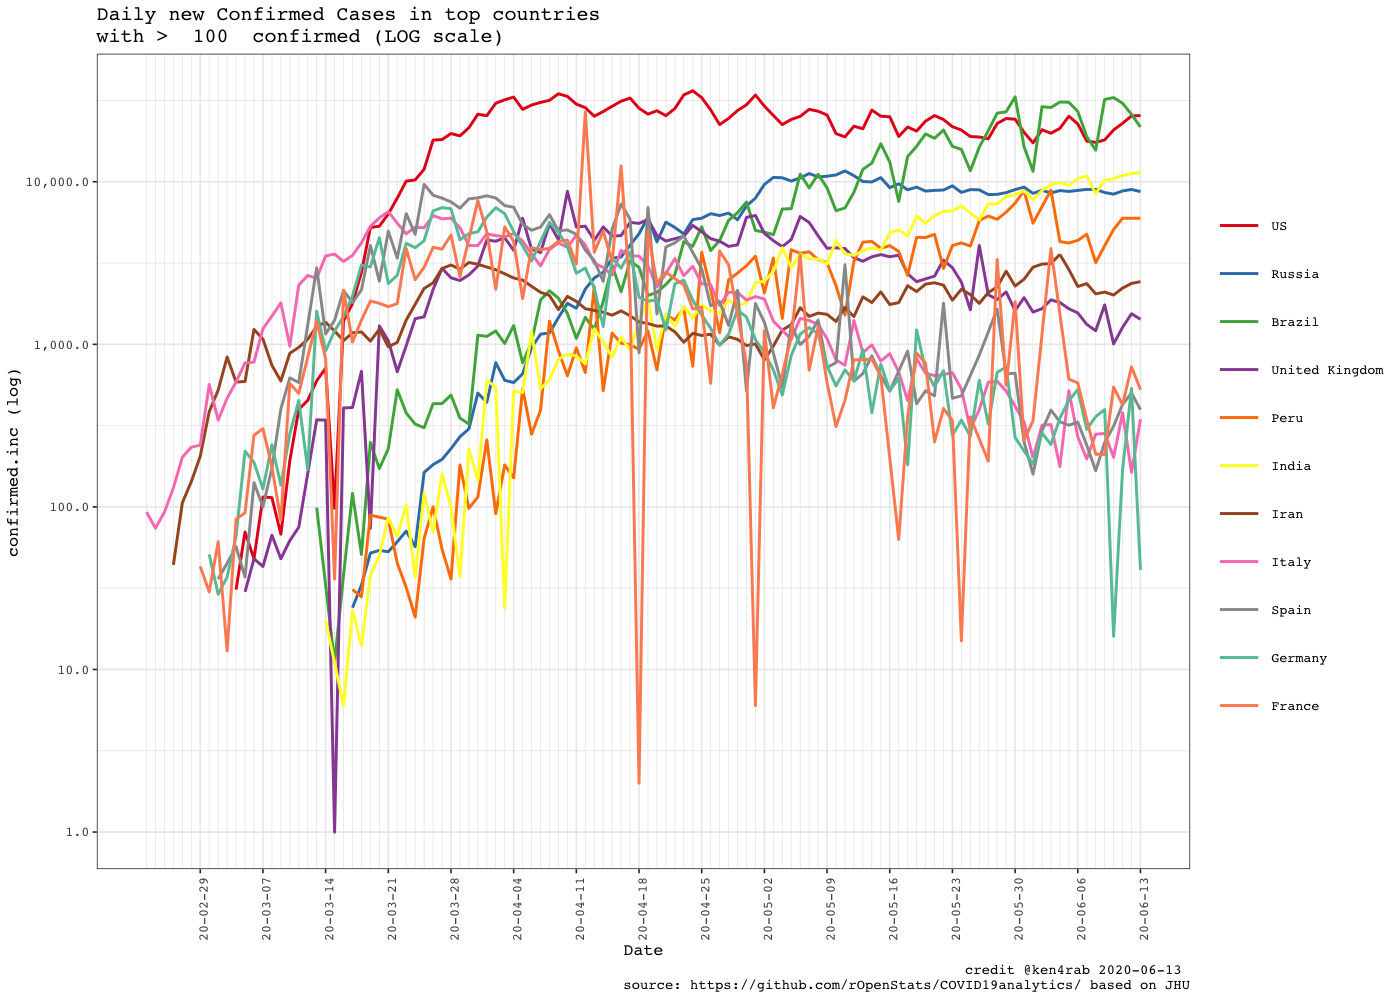 Daily new Confirmed Cases in top countries
with >  100  confirmed (LOG scale)
confirmed.inc (log)
10,000.0
1,000.0
100.0
10.0
1.0
20-02-29
20-03-07
20-03-14
20-03-21
20-03-28
20-04-04
20-04-11
20-04-18
20-04-25
20-05-02
20-05-09
20-05-16
20-05-23
20-05-30
20-06-06
20-06-13
Date
US
Russia
Brazil
United Kingdom
Peru
India
Iran
Italy
Spain
Germany
France
credit @ken4rab 2020-06-13
source: https://github.com/rOpenStats/COVID19analytics/ based on JHU